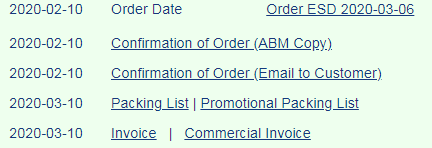 2020-02-10 Order Date Order ESD 2020-03-06
2020-02-10 Confirmation of Order (ABM Copy)
2020-02-10 Confirmation of Order (Email to Customer)
2020-03-10 Packing List | Promotional Packing List
2020-03-10 Invoice | Commercial Invoice